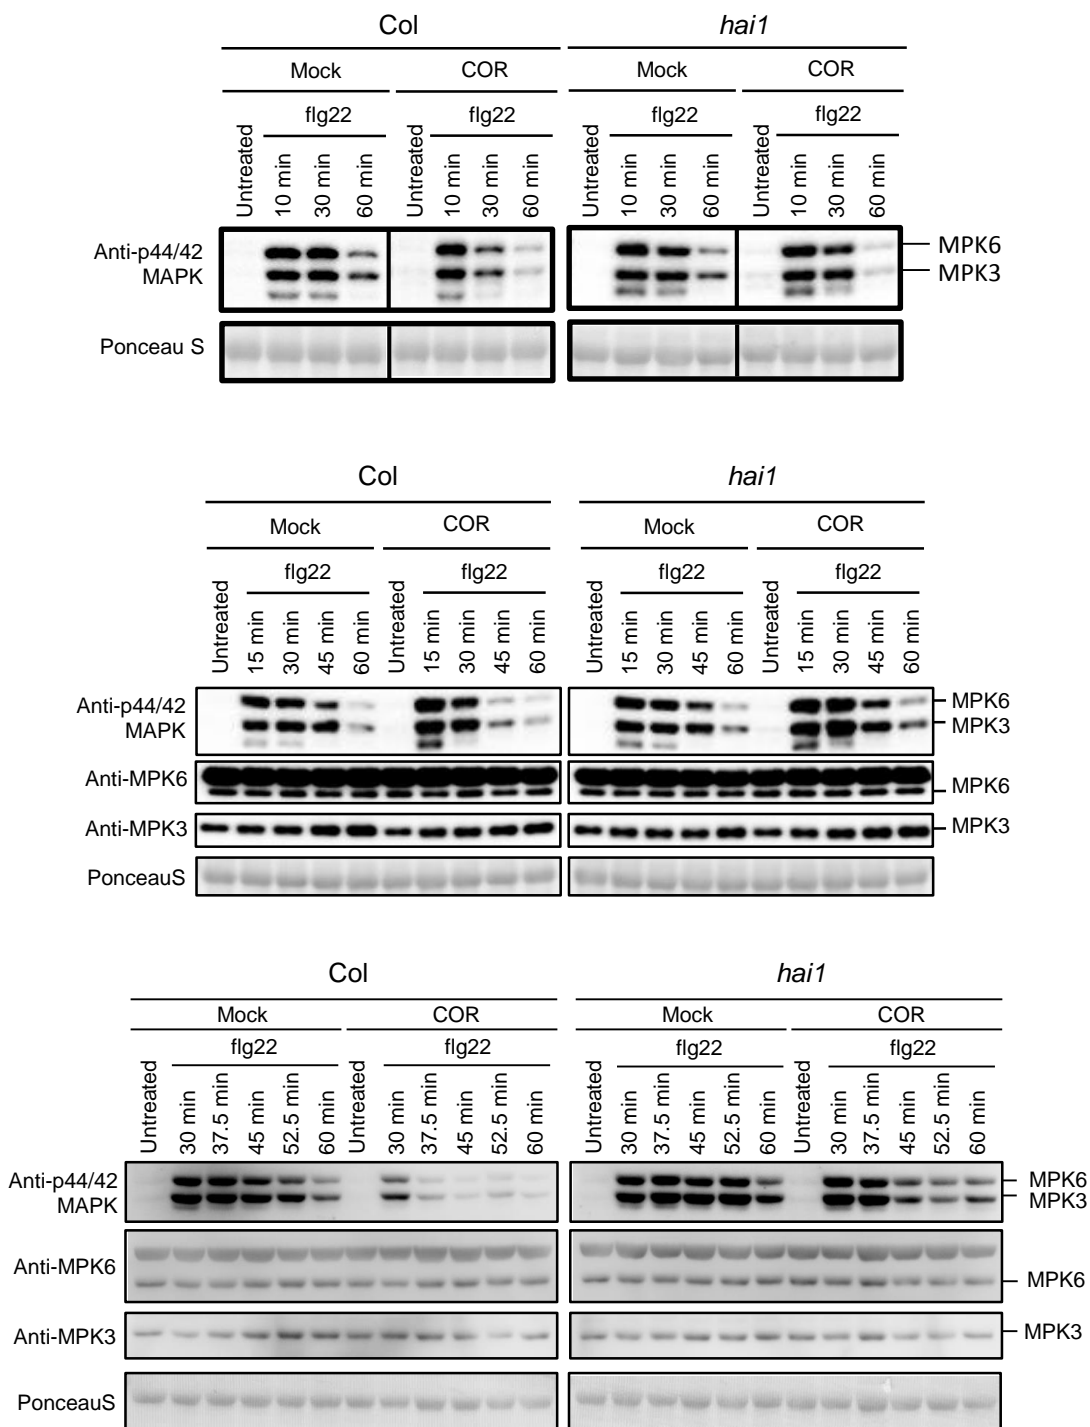 Col hai1
Mock COR Mock COR
flg22 flg22 flg22 flg22
Untreated 10 min 30 min 60 min Untreated 10 min 30 min 60 min Untreated 10 min 30 min 60 min Untreated 10 min 30 min 60 min
Anti-p44/42 MPK6
MAPK MPK3
Ponceau S
Col hai1
Mock COR Mock COR
flg22 flg22 flg22 flg22
Untreated 15 min 30 min 45 min 60 min Untreated 15 min 30 min 45 min 60 min Untreated 15 min 30 min 45 min 60 min Untreated 15 min 30 min 45 min 60 min
Anti-p44/42 MPK6
MAPK MPK3
Anti-MPK6 MPK6
Anti-MPK3 MPK3
PonceauS
Col hai1
Mock COR Mock COR
flg22 flg22 flg22 flg22
Untreated 30 min 37.5 min 45 min 52.5 min 60 min Untreated 30 min 37.5 min 45 min 52.5 min 60 min Untreated 30 min 37.5 min 45 min 52.5 min 60 min Untreated 30 min 37.5 min 45 min 52.5 min 60 min
Anti-p44/42 MPK6
MAPK MPK3
Anti-MPK6 MPK6
Anti-MPK3 MPK3
PonceauS